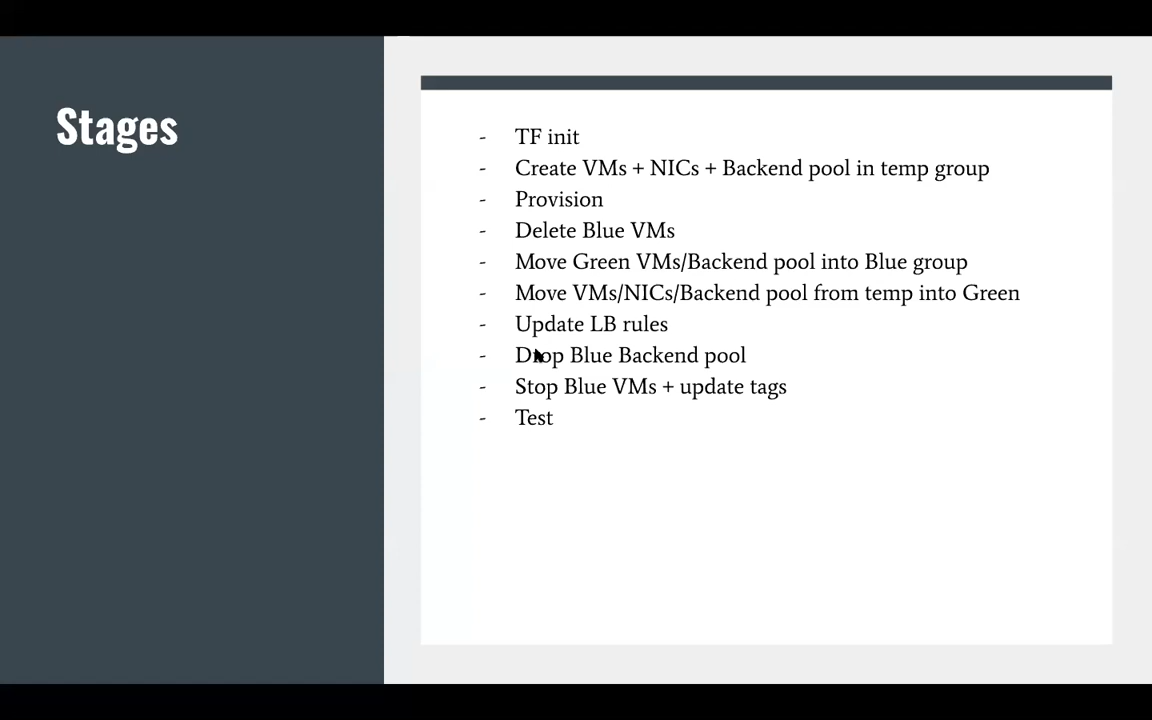 Stages
- TF init
- Create VMs + NICs + Backend pool in temp group
- Provision
- Delete Blue VMs
- Move Green VMs/Backend pool into Blue group
- Move VMs/NICs/Backend pool from temp into Green
- Update LB rules
- Drop Blue Backend pool
- Stop Blue VMs + update tags
- Test